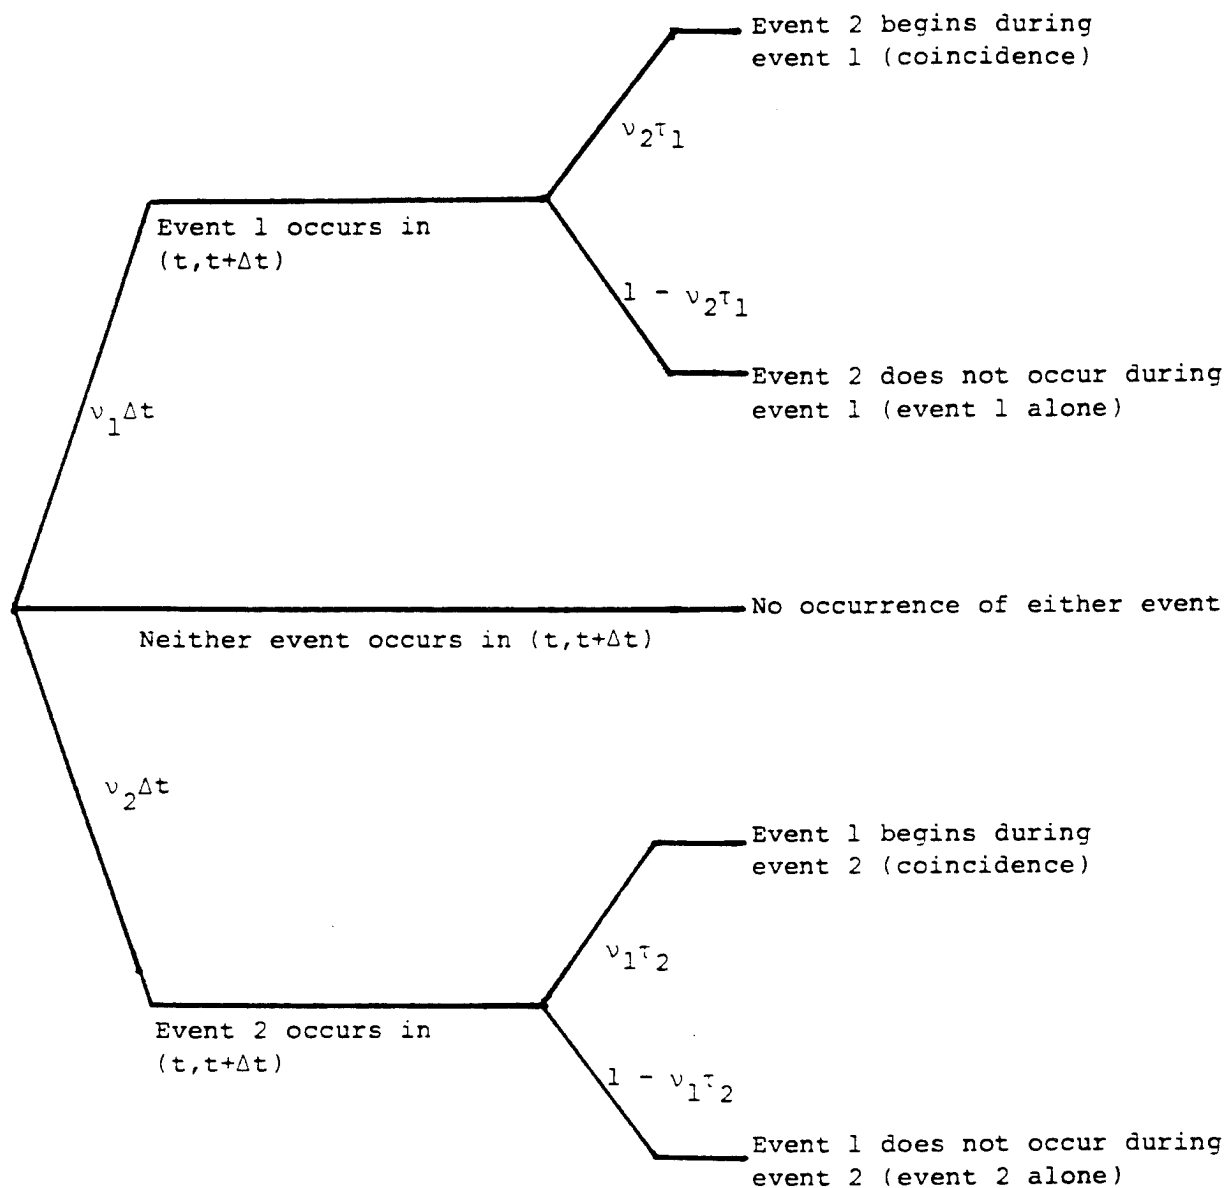 Event 2 begins during
event 1 (coincidence)
ν₂τ₁
Event 1 occurs in
(t,t+Δt)
1 - ν₂τ₁
Event 2 does not occur during
event 1 (event 1 alone)
ν₁Δt
No occurrence of either event
Neither event occurs in (t,t+Δt)
ν₂Δt
Event 1 begins during
event 2 (coincidence)
ν₁τ₂
Event 2 occurs in
(t,t+Δt)
1 - ν₁τ₂
Event 1 does not occur during
event 2 (event 2 alone)